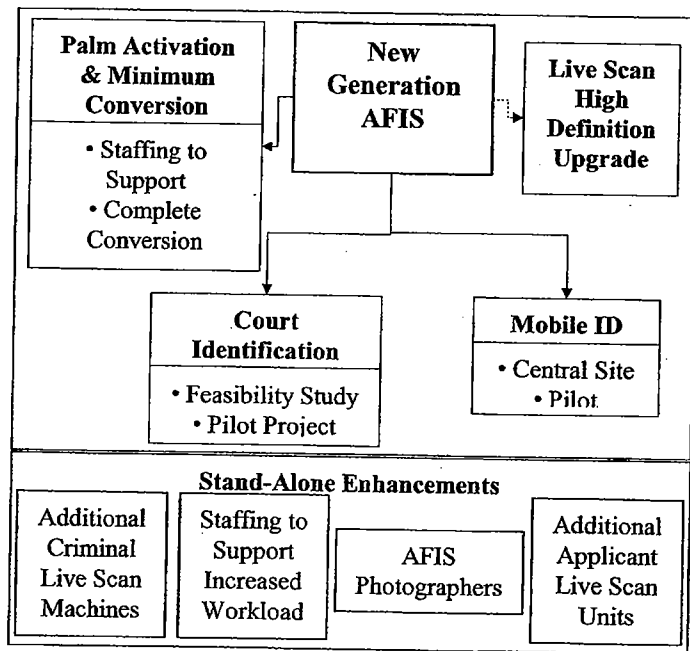 Palm Activation
& Minimum
Conversion
• Staffing to
Support
• Complete
Conversion
New
Generation
AFIS
Live Scan
High
Definition
Upgrade
Court
Identification
• Feasibility Study
• Pilot Project
Mobile ID
• Central Site
• Pilot
Stand-Alone Enhancements
Additional
Criminal
Live Scan
Machines
Staffing to
Support
Increased
Workload
AFIS
Photographers
Additional
Applicant
Live Scan
Units